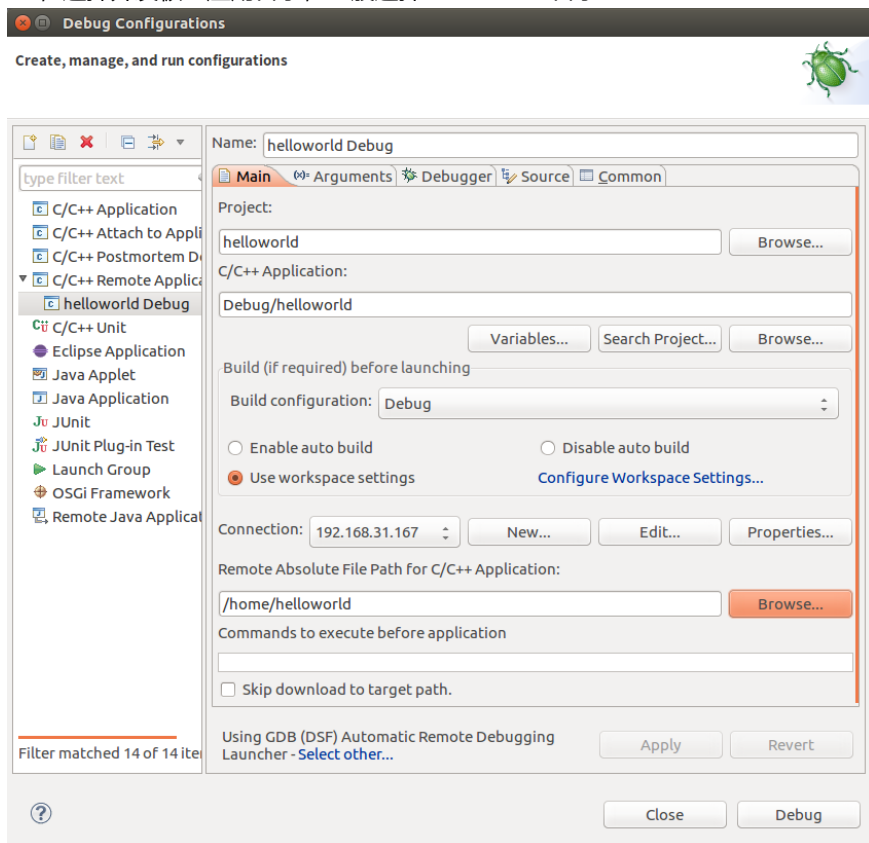 Debug Configurations
Create, manage, and run configurations
Name: helloworld Debug
type filter text
Main
(x)= Arguments
Debugger
Source
Common
C/C++ Application
C/C++ Attach to Appli
C/C++ Postmortem D
C/C++ Remote Applica
helloworld Debug
C/C++ Unit
Eclipse Application
Java Applet
Java Application
JUnit
JUnit Plug-in Test
Launch Group
OSGi Framework
Remote Java Applicat
Filter matched 14 of 14 iter
Project:
helloworld Browse...
C/C++ Application:
Debug/helloworld
Variables... Search Project... Browse...
Build (if required) before launching
Build configuration: Debug
Enable auto build Disable auto build
Use workspace settings Configure Workspace Settings...
Connection: 192.168.31.167 New... Edit... Properties...
Remote Absolute File Path for C/C++ Application:
/home/helloworld Browse...
Commands to execute before application
Skip download to target path.
Using GDB (DSF) Automatic Remote Debugging
Launcher - Select other...
Apply Revert
Close Debug